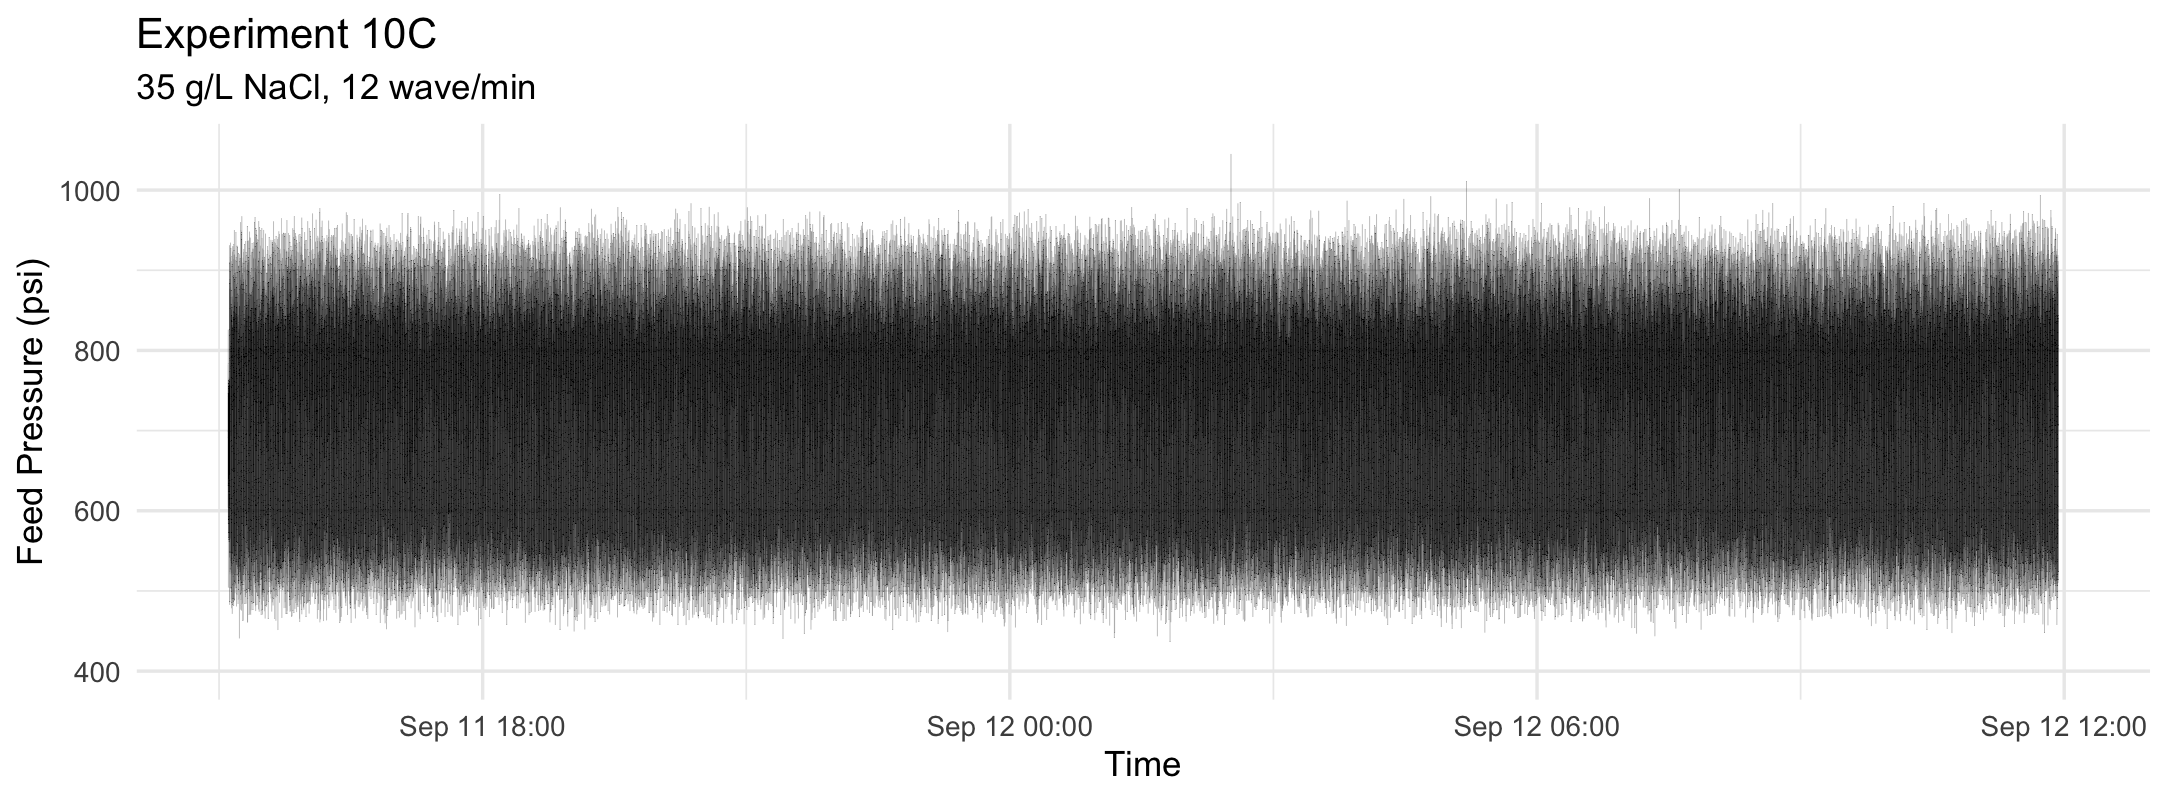 Experiment 10C
35 g/L NaCl, 12 wave/min
Feed Pressure (psi)
1000
800
600
400
Sep 11 18:00
Sep 12 00:00
Sep 12 06:00
Sep 12 12:00
Time